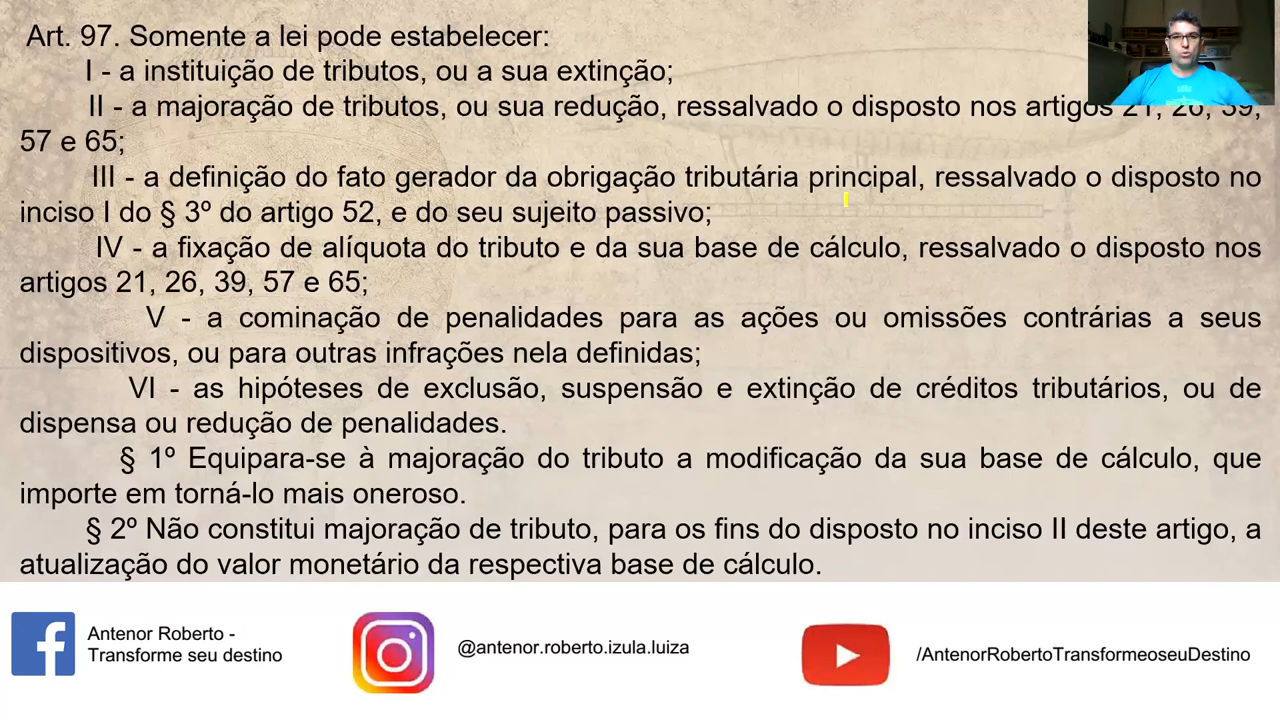 Art. 97. Somente a lei pode estabelecer:
I - a instituição de tributos, ou a sua extinção;
II - a majoração de tributos, ou sua redução, ressalvado o disposto nos artigos 21, 26, 39,
57 e 65;
III - a definição do fato gerador da obrigação tributária principal, ressalvado o disposto no
inciso I do § 3º do artigo 52, e do seu sujeito passivo;
IV - a fixação de alíquota do tributo e da sua base de cálculo, ressalvado o disposto nos
artigos 21, 26, 39, 57 e 65;
V - a cominação de penalidades para as ações ou omissões contrárias a seus
dispositivos, ou para outras infrações nela definidas;
VI - as hipóteses de exclusão, suspensão e extinção de créditos tributários, ou de
dispensa ou redução de penalidades.
§ 1º Equipara-se à majoração do tributo a modificação da sua base de cálculo, que
importe em torná-lo mais oneroso.
§ 2º Não constitui majoração de tributo, para os fins do disposto no inciso II deste artigo, a
atualização do valor monetário da respectiva base de cálculo.
Antenor Roberto -
Transforme seu destino
@antenor.roberto.izula.luiza
/AntenorRobertoTransformeoseuDestino